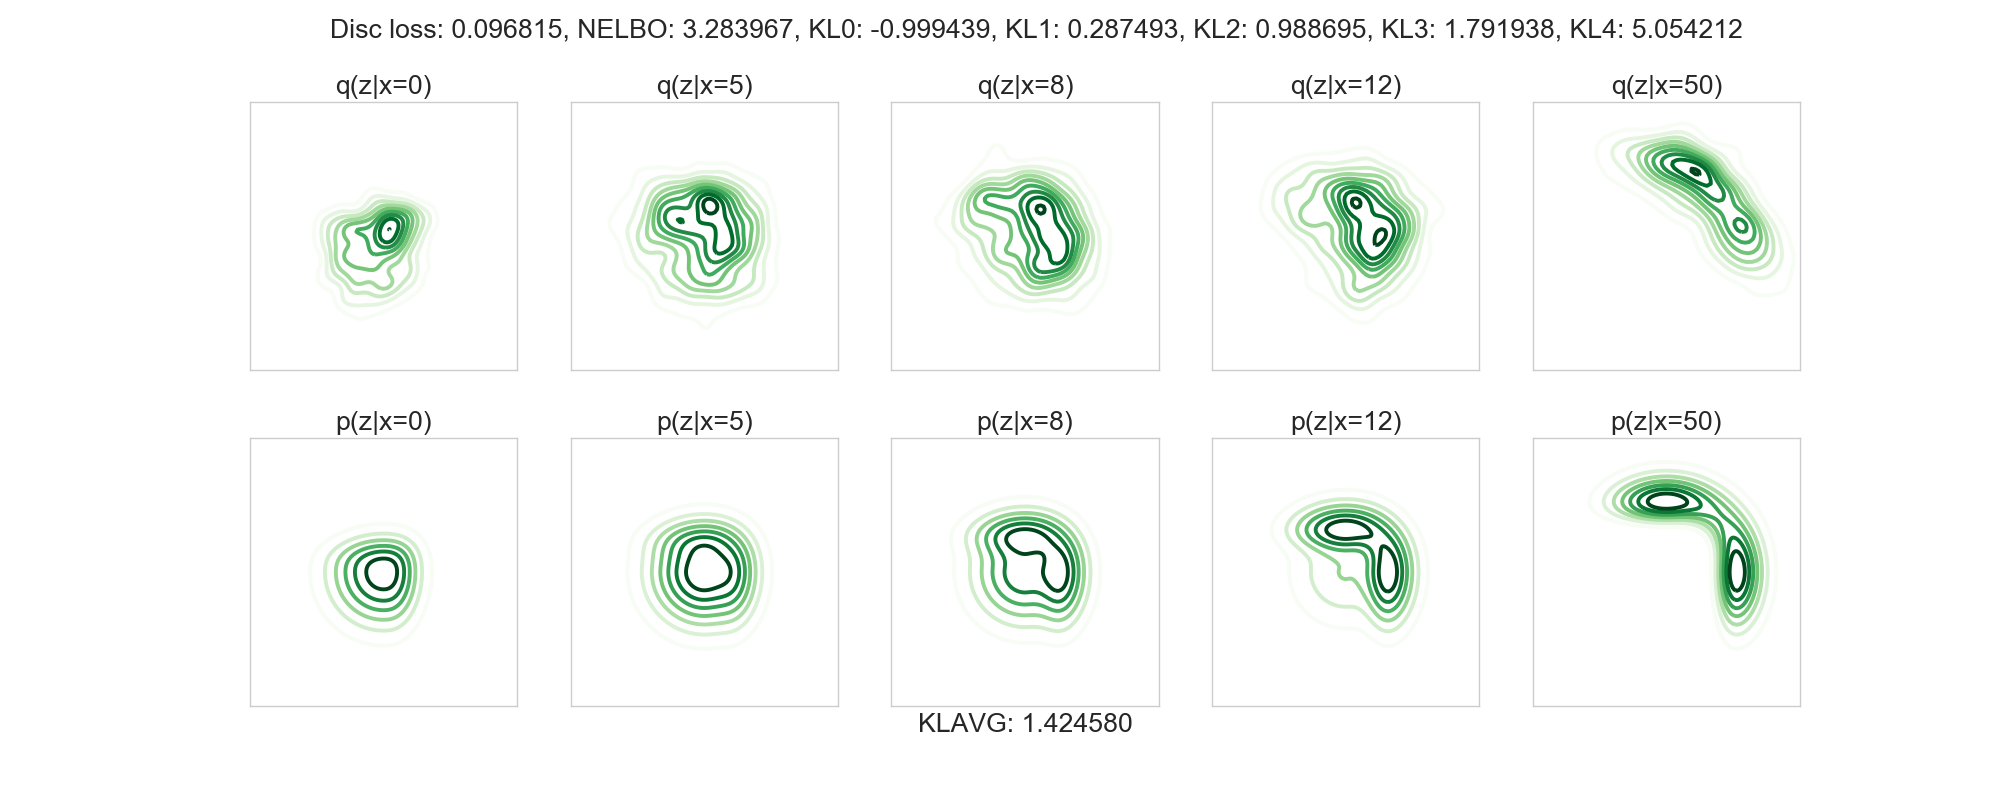 Disc loss: 0.096815, NELBO: 3.283967, KL0: -0.999439, KL1: 0.287493, KL2: 0.988695, KL3: 1.791938, KL4: 5.054212
q(z|x=0) q(z|x=5) q(z|x=8) q(z|x=12) q(z|x=50)
p(z|x=0) p(z|x=5) p(z|x=8) p(z|x=12) p(z|x=50)
KLAVG: 1.424580